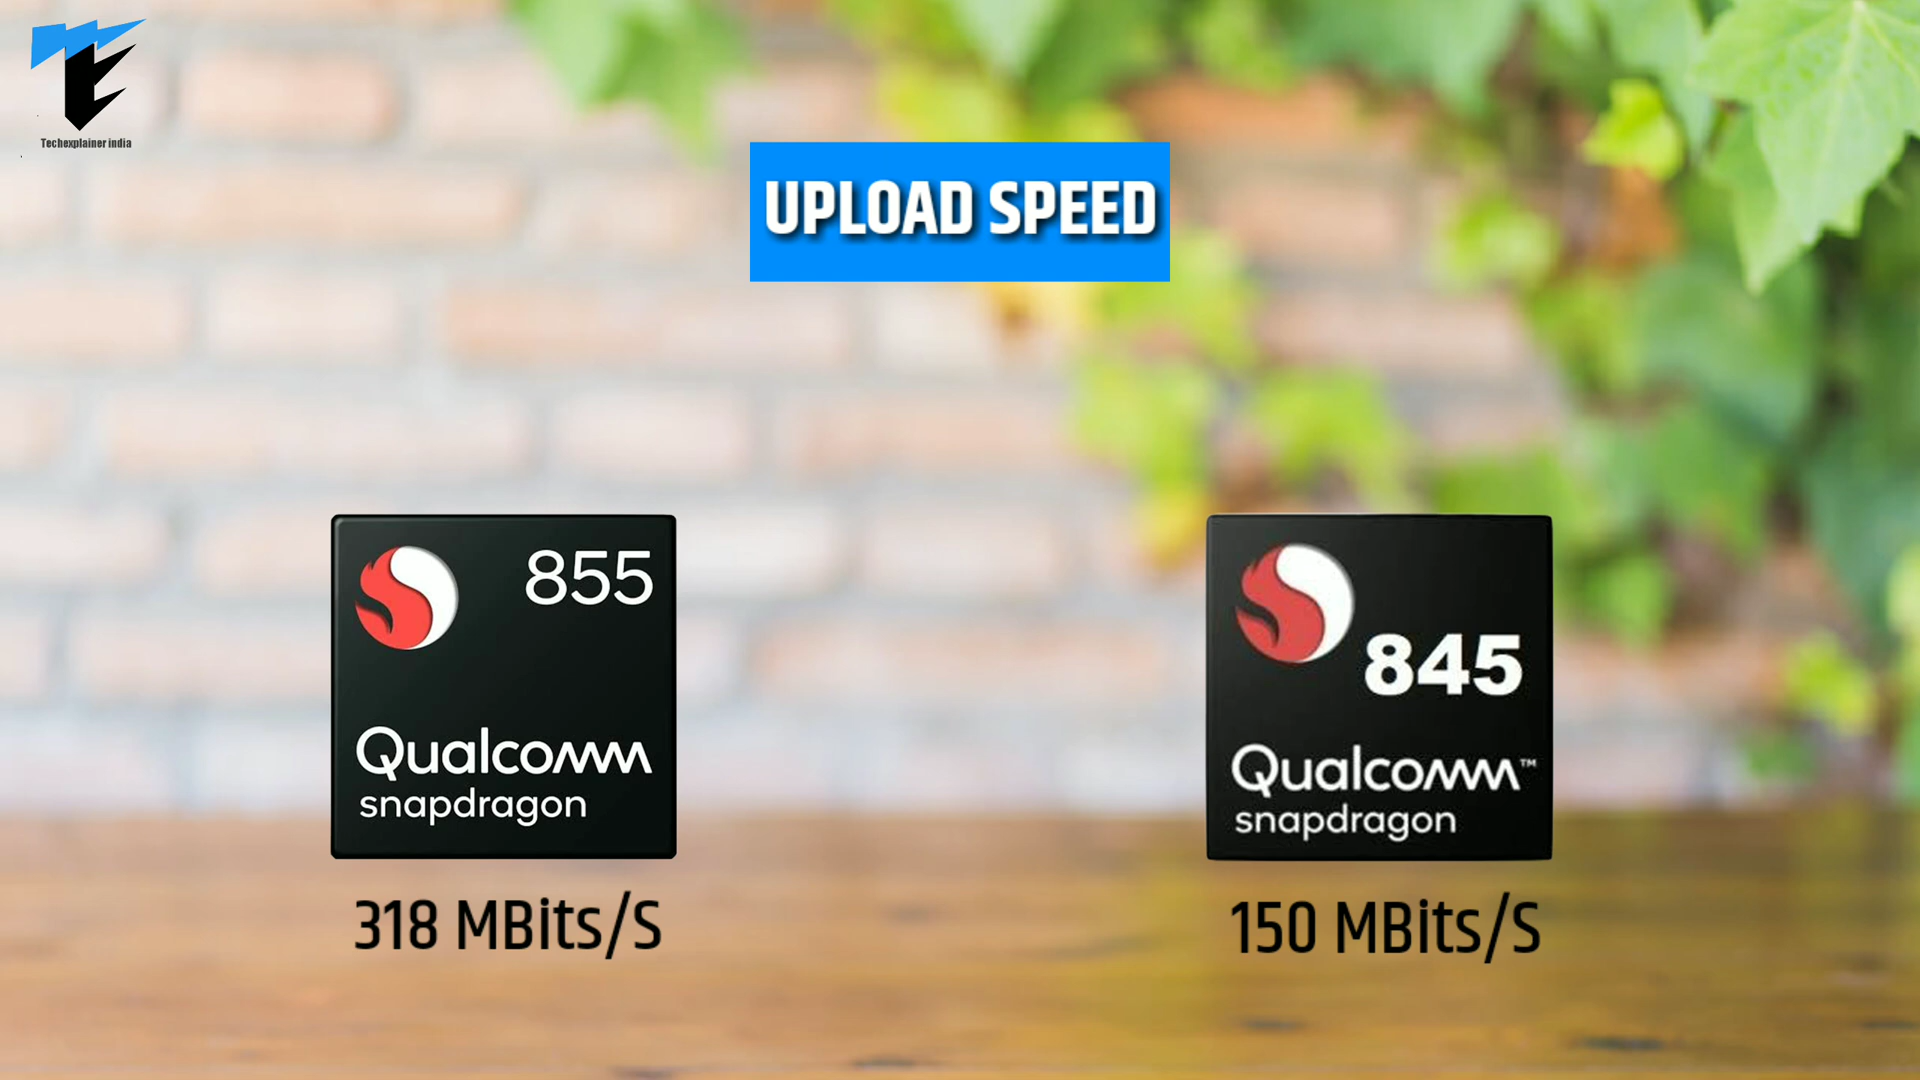 Techexplainer india
UPLOAD SPEED
855
Qualcomm
snapdragon
318 MBits/S
845
Qualcomm™
snapdragon
150 MBits/S